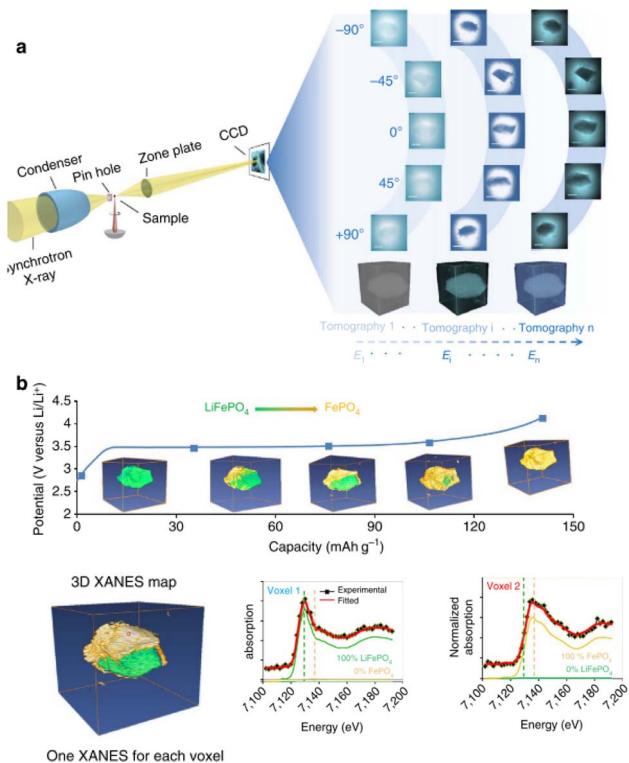 a
−90°
−45°
0°
45°
+90°
CCD
Zone plate
Condenser
Pin hole
Sample
ynchrotron
X-ray
Tomography 1 · · Tomography i · · Tomography n
E1 · · · · Ei · · · · · En
b
Potential (V versus Li/Li+)
4.5
4
3.5
3
2.5
2
LiFePO4 FePO4
0 30 60 90 120 150
Capacity (mAh g−1)
3D XANES map
One XANES for each voxel
Voxel 1
Experimental
Fitted
absorption
100% LiFePO4
0% FePO4
7,100 7,120 7,140 7,160 7,180 7,200
Energy (eV)
Voxel 2
Normalized
absorption
100 % FePO4
0% LiFePO4
7,100 7,120 7,140 7,160 7,180 7,200
Energy (eV)